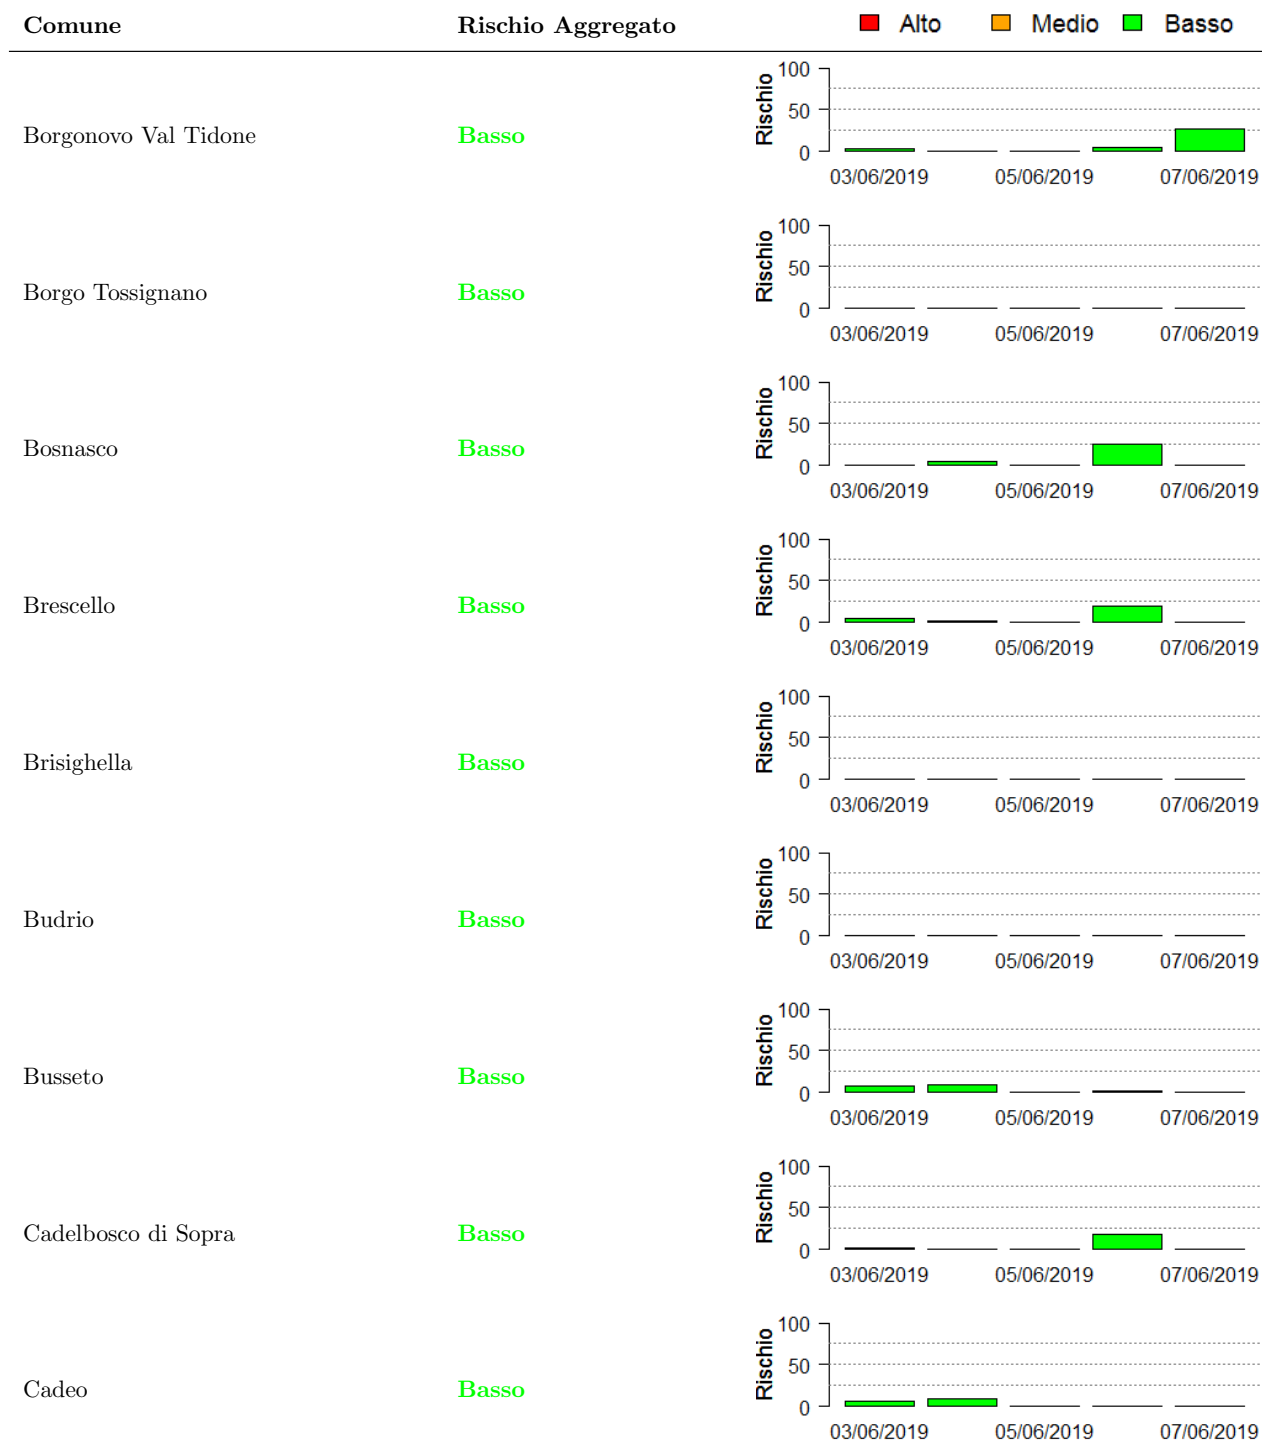 Comune Rischio Aggregato Alto Medio Basso
Borgonovo Val Tidone Basso
Rischio
100
50
0
03/06/2019 05/06/2019 07/06/2019
Borgo Tossignano Basso
Rischio
100
50
0
03/06/2019 05/06/2019 07/06/2019
Bosnasco Basso
Rischio
100
50
0
03/06/2019 05/06/2019 07/06/2019
Brescello Basso
Rischio
100
50
0
03/06/2019 05/06/2019 07/06/2019
Brisighella Basso
Rischio
100
50
0
03/06/2019 05/06/2019 07/06/2019
Budrio Basso
Rischio
100
50
0
03/06/2019 05/06/2019 07/06/2019
Busseto Basso
Rischio
100
50
0
03/06/2019 05/06/2019 07/06/2019
Cadelbosco di Sopra Basso
Rischio
100
50
0
03/06/2019 05/06/2019 07/06/2019
Cadeo Basso
Rischio
100
50
0
03/06/2019 05/06/2019 07/06/2019